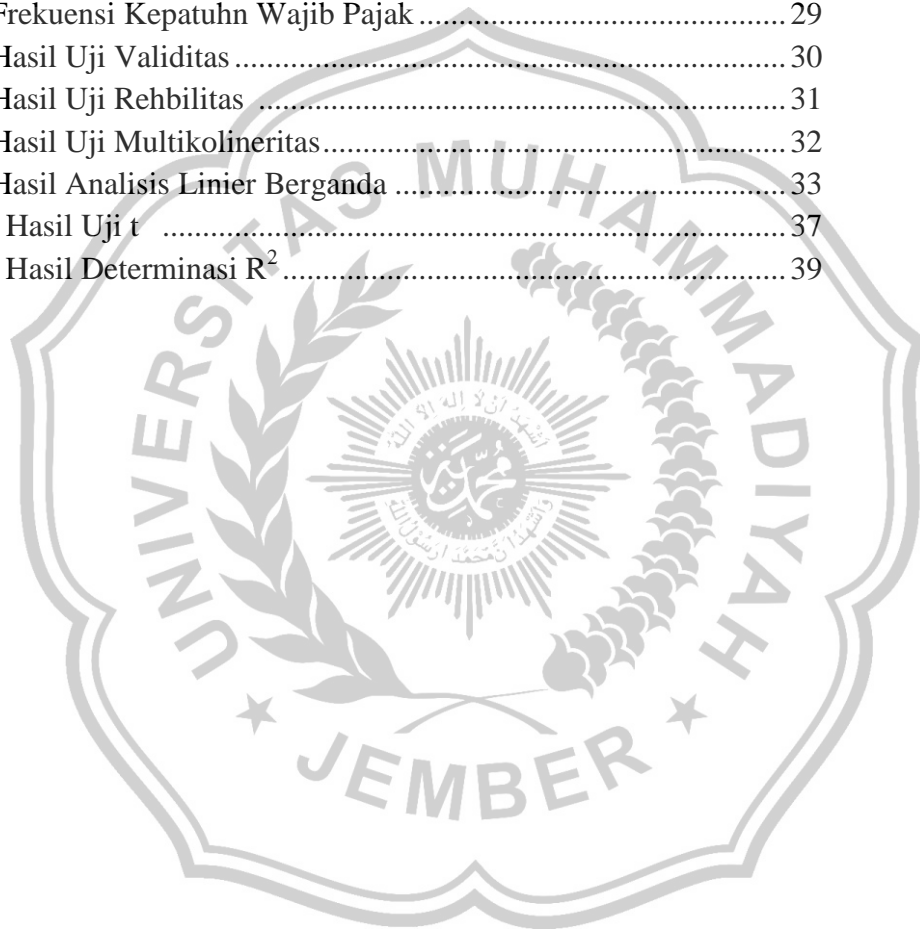 Frekuensi Kepatuhn Wajib Pajak ............................................ 29
Hasil Uji Validitas .................................................................. 30
Hasil Uji Rehbilitas ............................................................... 31
Hasil Uji Multikolineritas ....................................................... 32
Hasil Analisis Linier Berganda ............................................... 33
Hasil Uji t ........................................................................... 37
Hasil Determinasi R² ............................................................ 39
UNIVERSITAS MUHAMMADIYAH
JEMBER